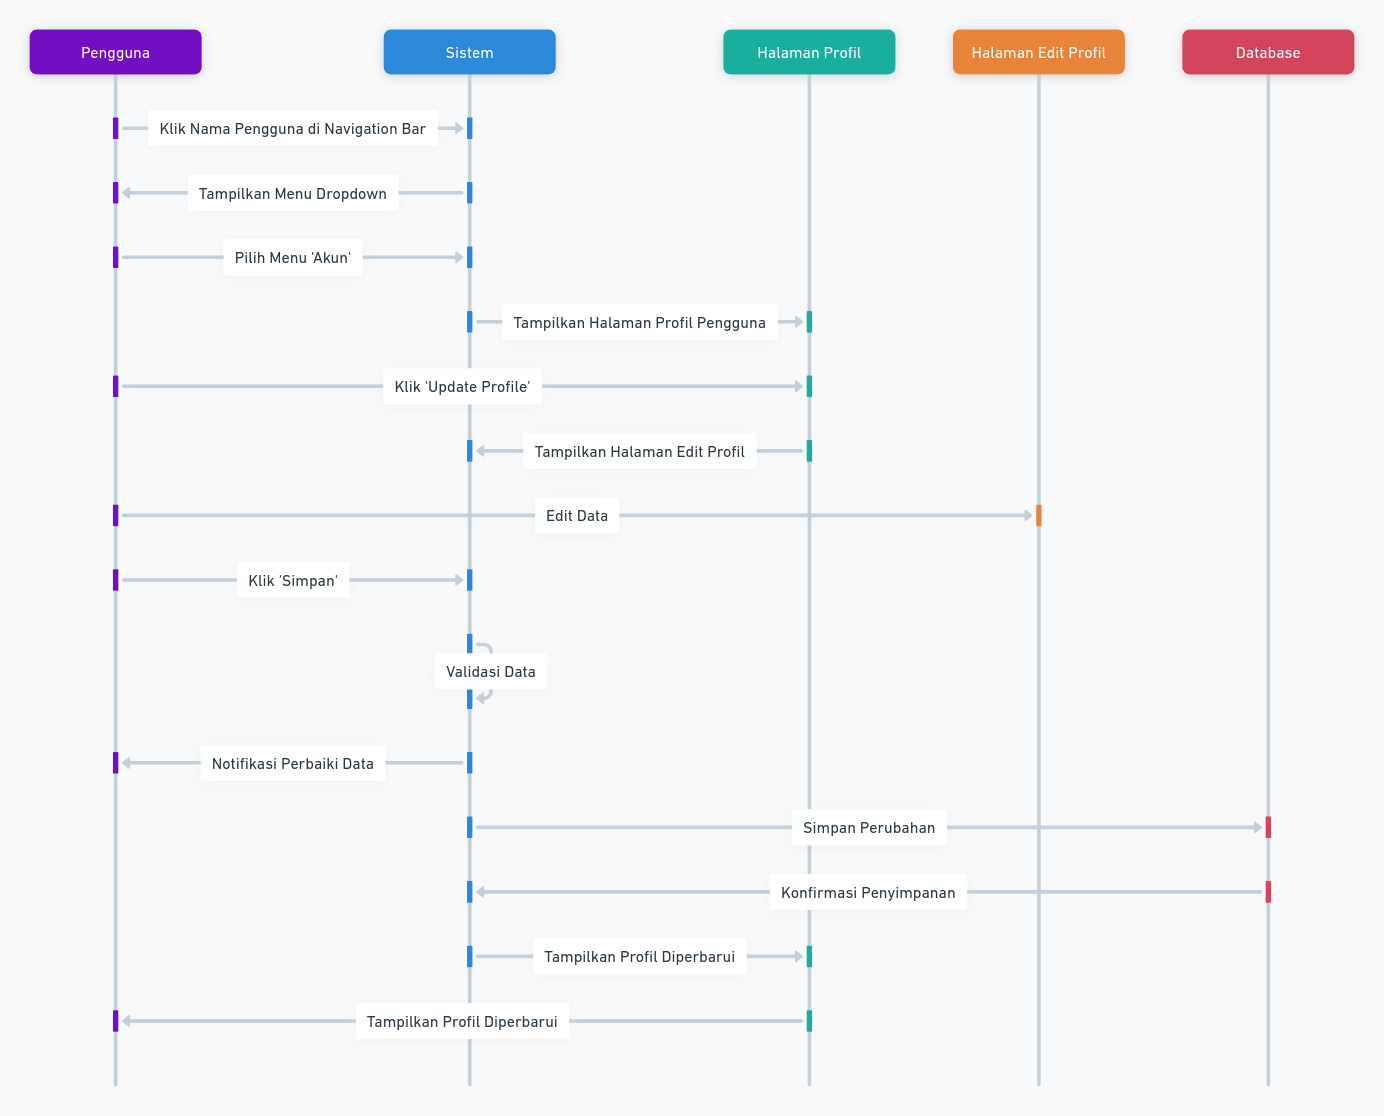 Pengguna
Sistem
Halaman Profil
Halaman Edit Profil
Database
Klik Nama Pengguna di Navigation Bar
Tampilkan Menu Dropdown
Pilih Menu 'Akun'
Tampilkan Halaman Profil Pengguna
Klik 'Update Profile'
Tampilkan Halaman Edit Profil
Edit Data
Klik 'Simpan'
Validasi Data
Notifikasi Perbaiki Data
Simpan Perubahan
Konfirmasi Penyimpanan
Tampilkan Profil Diperbarui
Tampilkan Profil Diperbarui